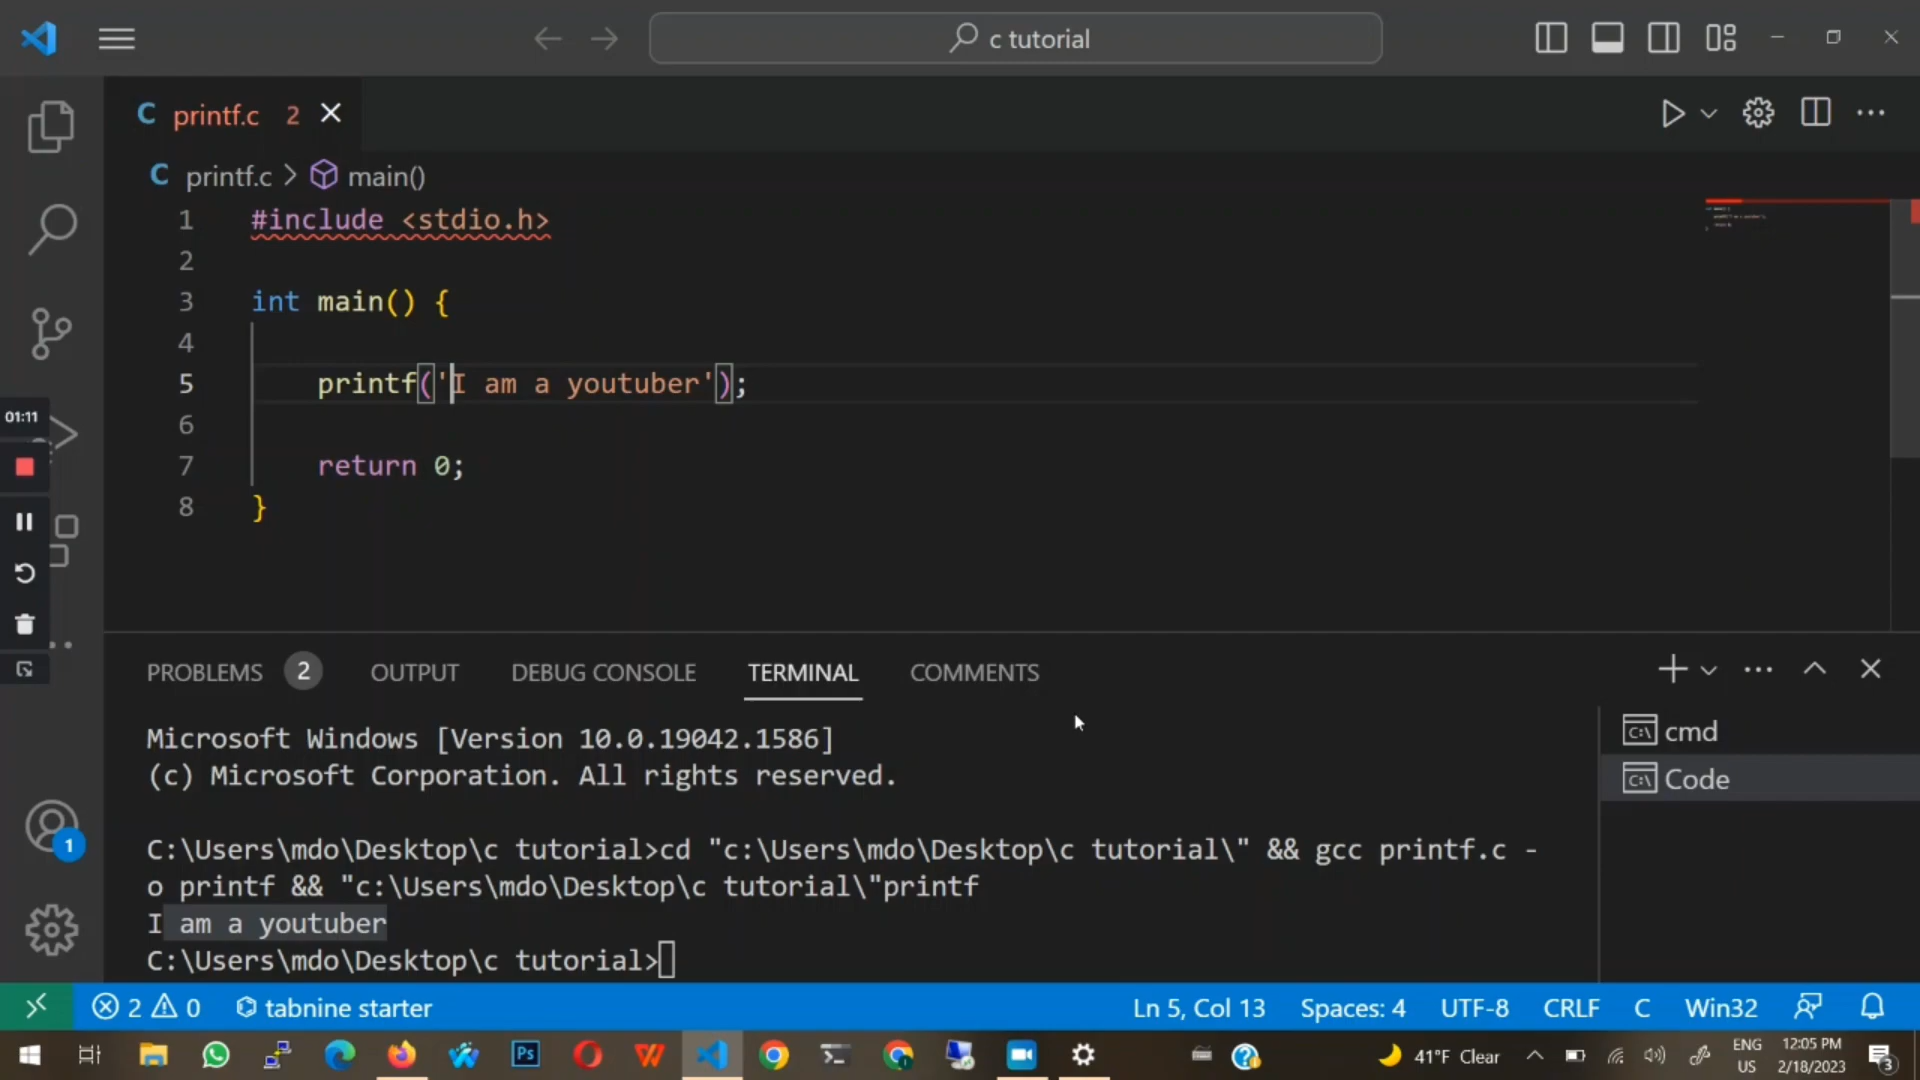 c tutorial
C printf.c 2
C printf.c > main()
1 #include <stdio.h>
2
3 int main() {
4
5 printf('I am a youtuber');
6
7 return 0;
8 }
01:11
PROBLEMS 2 OUTPUT DEBUG CONSOLE TERMINAL COMMENTS
Microsoft Windows [Version 10.0.19042.1586]
(c) Microsoft Corporation. All rights reserved.
C:\Users\mdo\Desktop\c tutorial>cd "c:\Users\mdo\Desktop\c tutorial\" && gcc printf.c -
o printf && "c:\Users\mdo\Desktop\c tutorial\"printf
I am a youtuber
C:\Users\mdo\Desktop\c tutorial>
cmd
Code
1
2 0 tabnine starter Ln 5, Col 13 Spaces: 4 UTF-8 CRLF C Win32
Ps
41°F Clear
ENG
US
12:05 PM
2/18/2023
3